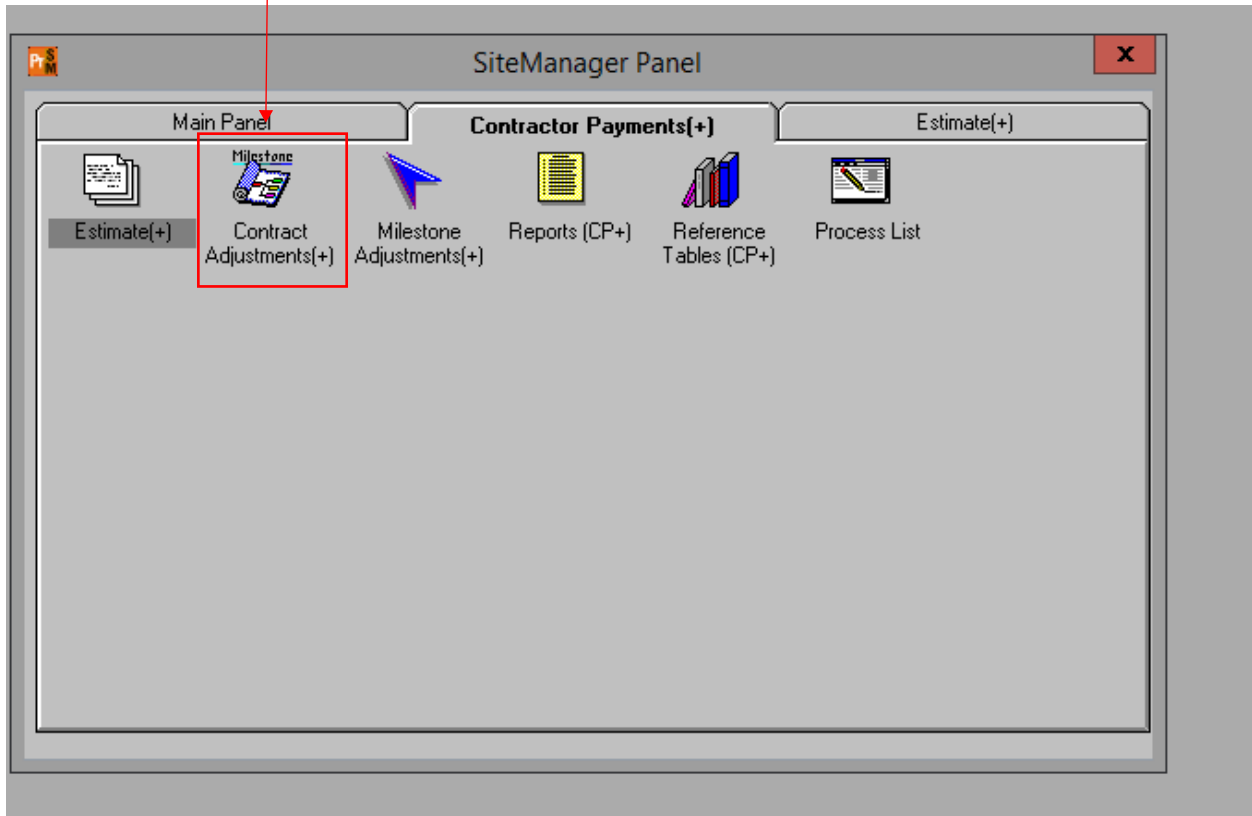 Pr S M
SiteManager Panel
x
Main Panel
Contractor Payments(+)
Estimate(+)
Milestone
Estimate(+)
Contract
Adjustments(+)
Milestone
Adjustments(+)
Reports (CP+)
Reference
Tables (CP+)
Process List